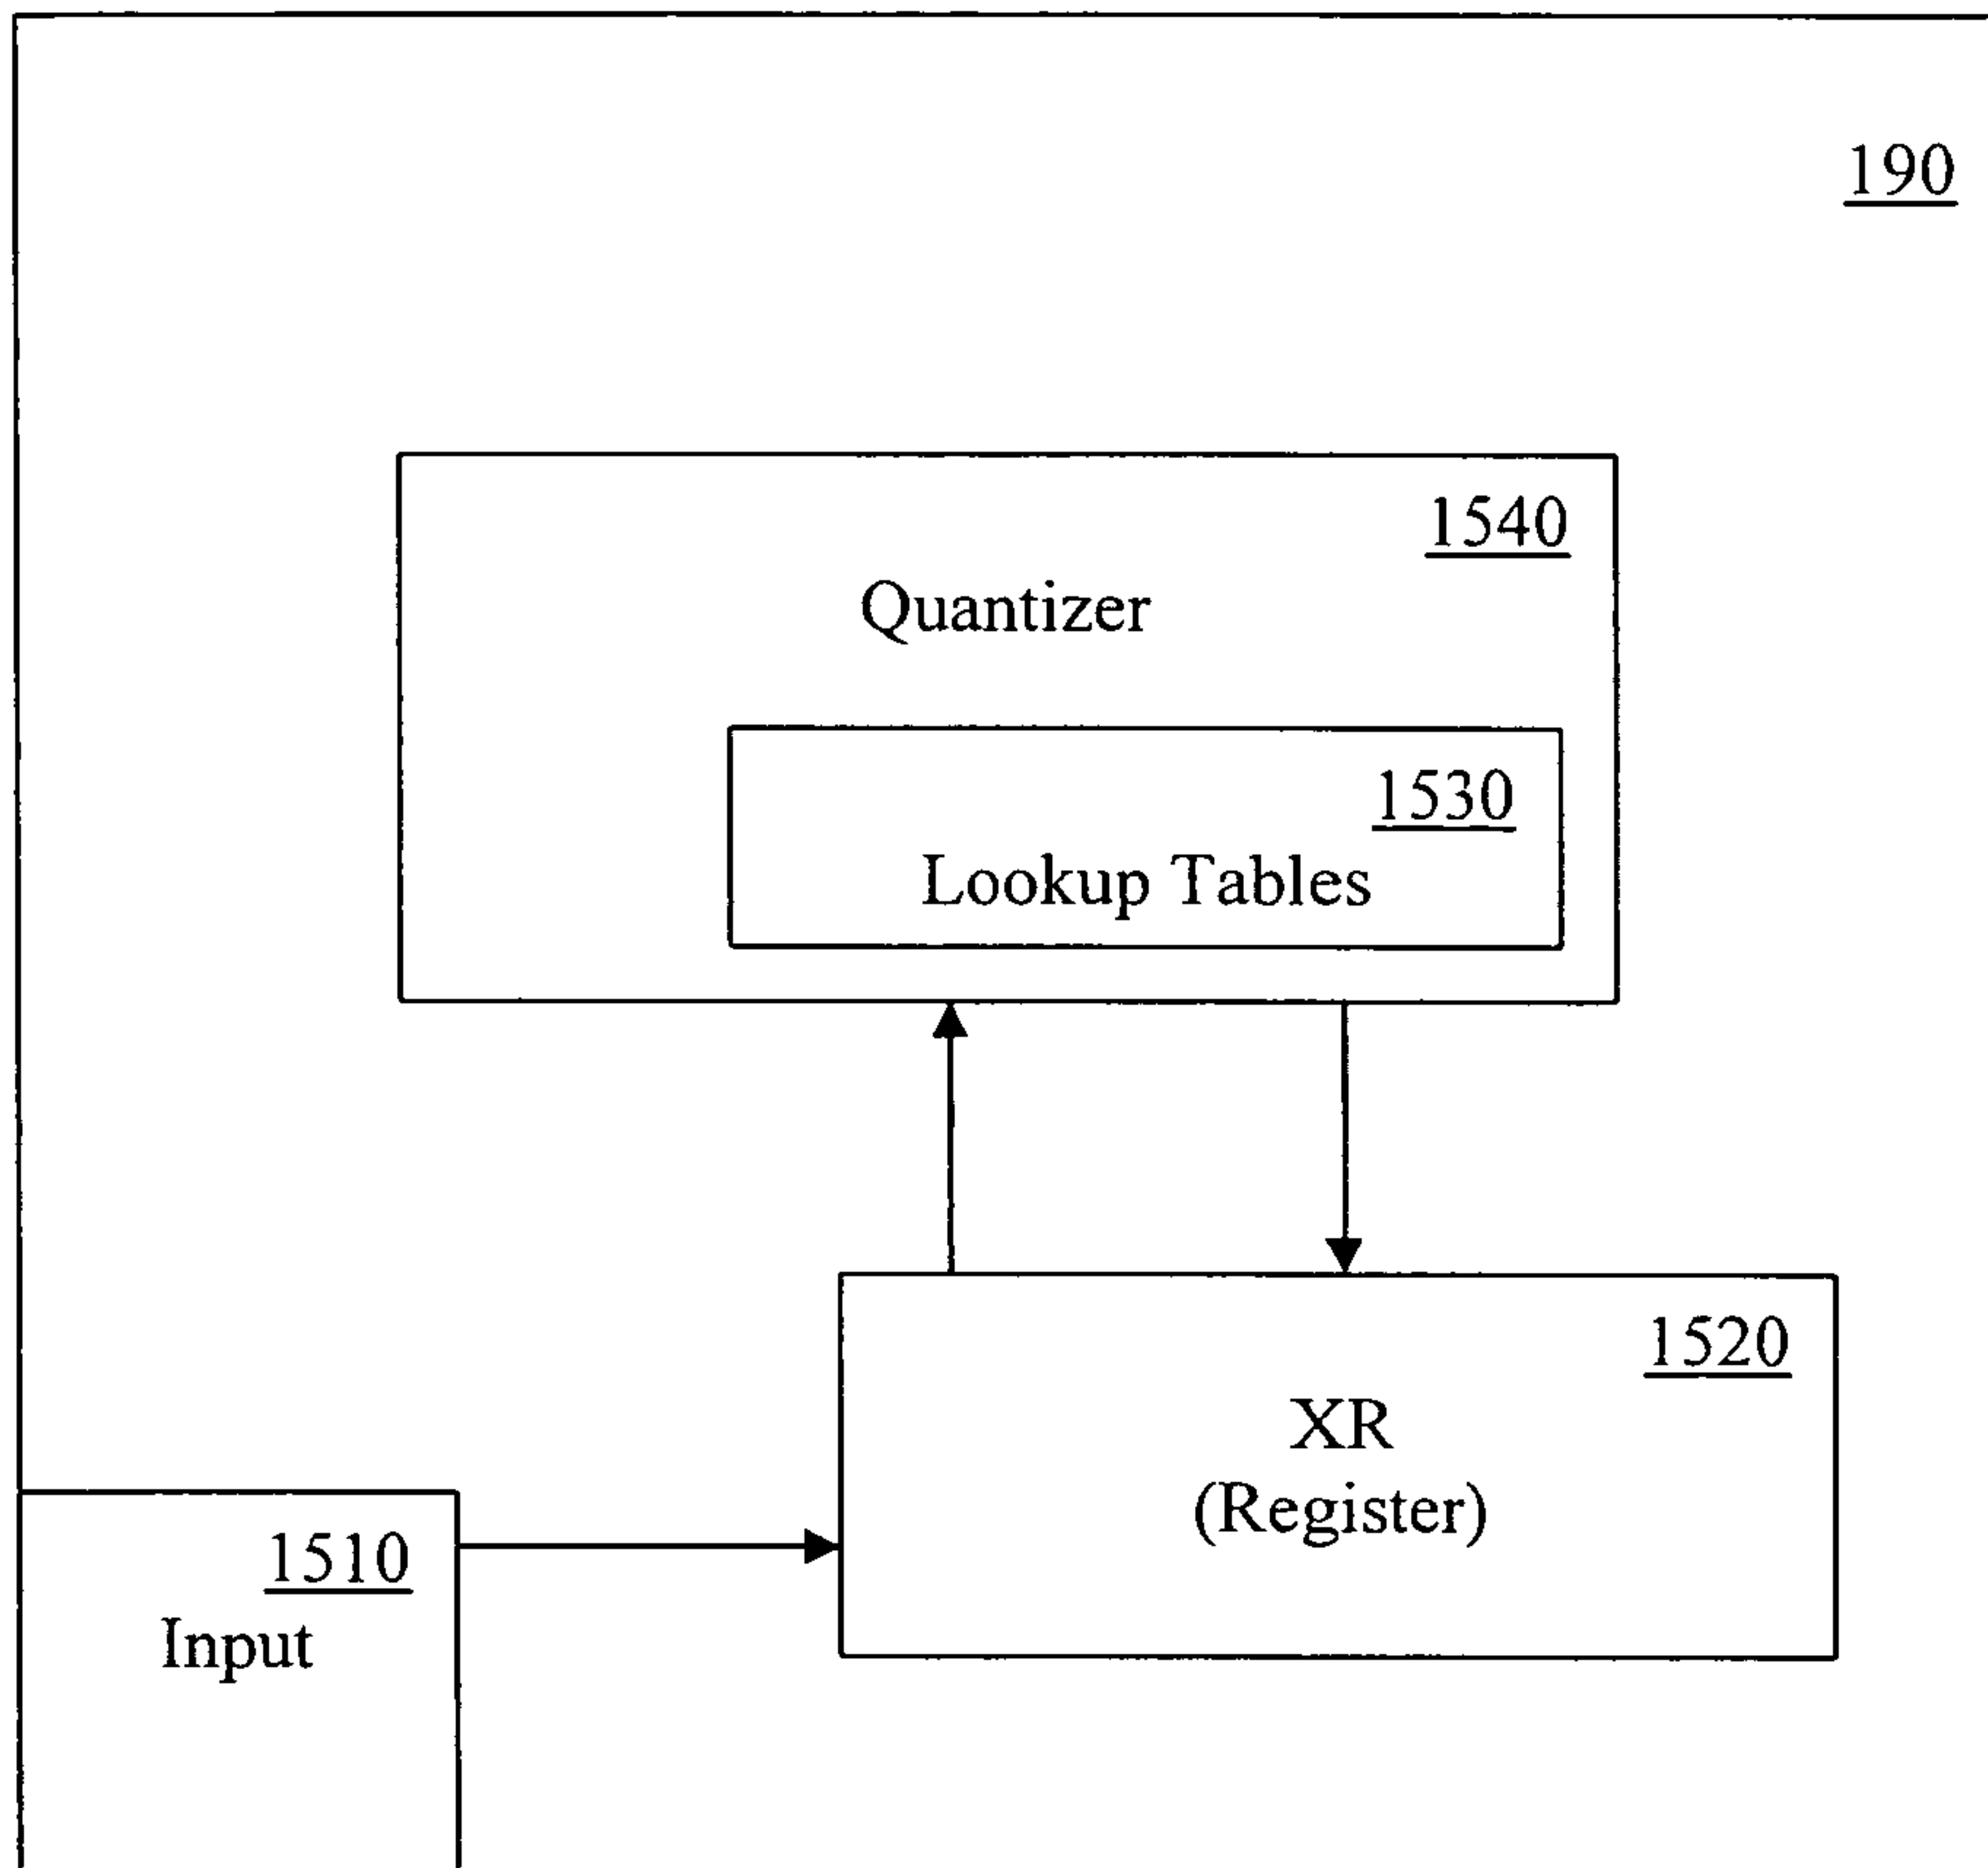 190
1540
Quantizer
1530
Lookup Tables
1520
XR
(Register)
1510
Input